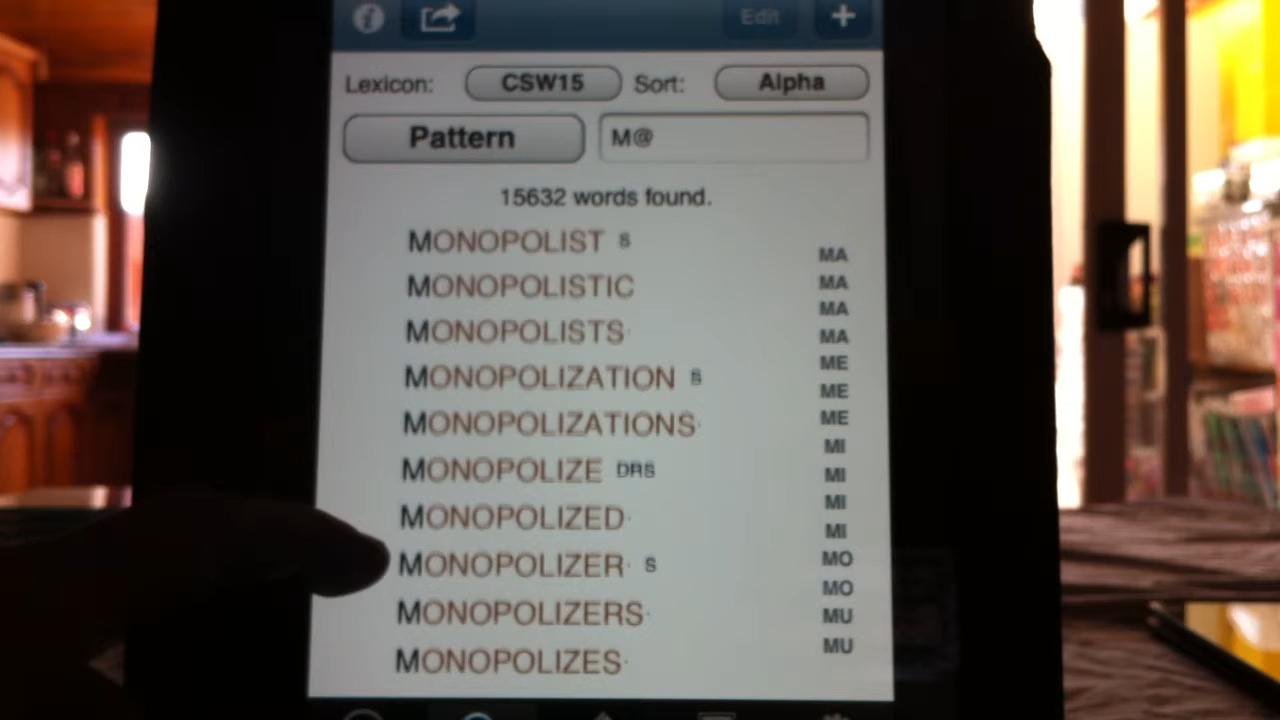 Edit +
Lexicon: CSW15 Sort: Alpha
Pattern M@
15632 words found.
MONOPOLIST S
MONOPOLISTIC
MONOPOLISTS·
MONOPOLIZATION S
MONOPOLIZATIONS·
MONOPOLIZE DRS
MONOPOLIZED·
MONOPOLIZER· S
MONOPOLIZERS·
MONOPOLIZES·
MA
MA
MA
MA
ME
ME
ME
MI
MI
MI
MI
MO
MO
MU
MU